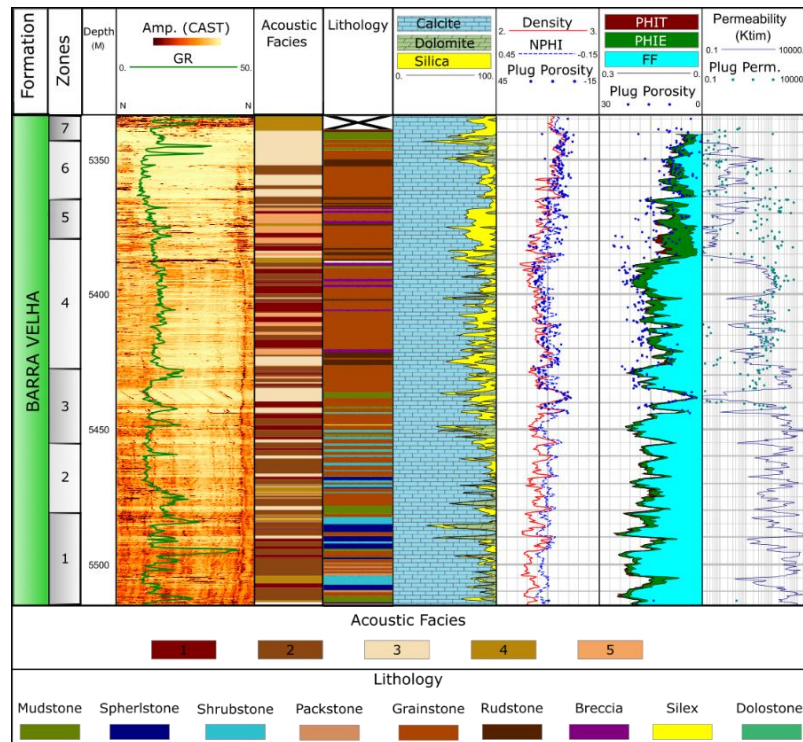 Formation
Zones
Depth
(M)
Amp. (CAST)
GR
0. 50.
N N
Acoustic
Facies
Lithology
Calcite
Dolomite
Silica
0. 100.
Density
2. 3.
NPHI
0.45 -0.15
Plug Porosity
45 -15
PHIT
PHIE
FF
0.3 0.
Plug Porosity
30 0
Permeability
(Ktim)
0.1 10000.
Plug Perm.
0.1 10000.
BARRA VELHA
7
6
5
4
3
2
1
5350
5400
5450
5500
Acoustic Facies
1 2 3 4 5
Lithology
Mudstone Spherlstone Shrubstone Packstone Grainstone Rudstone Breccia Silex Dolostone